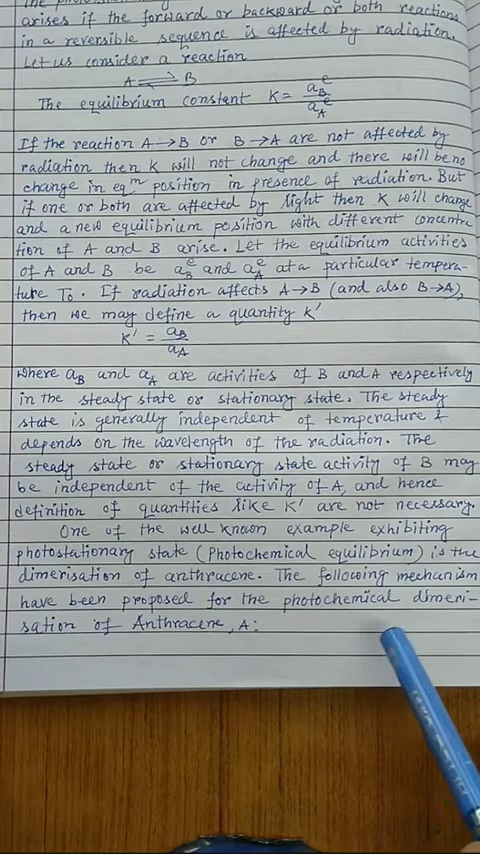 arises if the forward or backward or both reactions
in a reversible sequence is affected by radiation.
Let us consider a reaction
A ⇌ B
The equilibrium constant K = a_B^e / a_A^e
If the reaction A→B or B→A are not affected by
radiation then K will not change and there will be no
change in eq^m position in presence of radiation. But
if one or both are affected by light then K will change
and a new equilibrium position with different concentra
tion of A and B arise. Let the equilibrium activities
of A and B be a_B^e and a_A^e at a particular tempera-
ture T₀. If radiation affects A→B (and also B→A),
then we may define a quantity K'
K' = a_B / a_A
where a_B and a_A are activities of B and A respectively
in the steady state or stationary state. The steady
state is generally independent of temperature &
depends on the wavelength of the radiation. The
steady state or stationary state activity of B may
be independent of the activity of A, and hence
definition of quantities like K' are not necessary.
One of the well known example exhibiting
photostationary state (Photochemical equilibrium) is the
dimerisation of anthracene. The following mechanism
have been proposed for the photochemical dimeri-
sation of Anthracene, A: